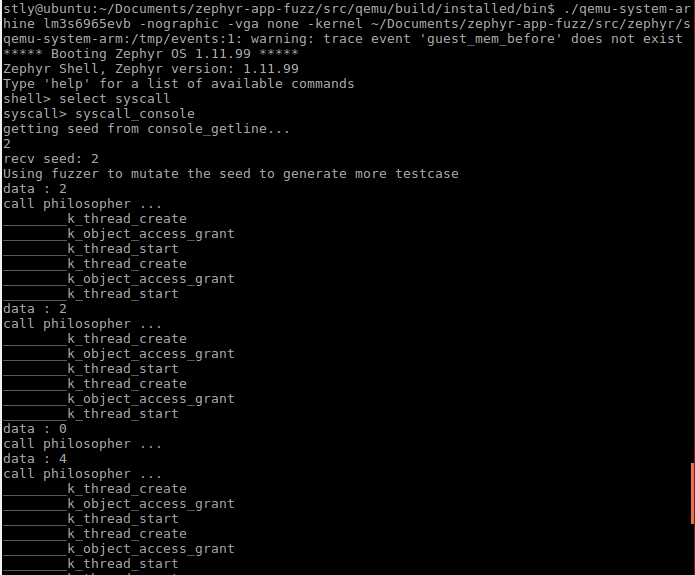 stly@ubuntu:~/Documents/zephyr-app-fuzz/src/qemu/build/installed/bin$ ./qemu-system-ar
hine lm3s6965evb -nographic -vga none -kernel ~/Documents/zephyr-app-fuzz/src/zephyr/s
qemu-system-arm:/tmp/events:1: warning: trace event 'guest_mem_before' does not exist
***** Booting Zephyr OS 1.11.99 *****
Zephyr Shell, Zephyr version: 1.11.99
Type 'help' for a list of available commands
shell> select syscall
syscall> syscall_console
getting seed from console_getline...
2
recv seed: 2
Using fuzzer to mutate the seed to generate more testcase
data : 2
call philosopher ...
________k_thread_create
________k_object_access_grant
________k_thread_start
________k_thread_create
________k_object_access_grant
________k_thread_start
data : 2
call philosopher ...
________k_thread_create
________k_object_access_grant
________k_thread_start
________k_thread_create
________k_object_access_grant
________k_thread_start
data : 0
call philosopher ...
data : 4
call philosopher ...
________k_thread_create
________k_object_access_grant
________k_thread_start
________k_thread_create
________k_object_access_grant
________k_thread_start